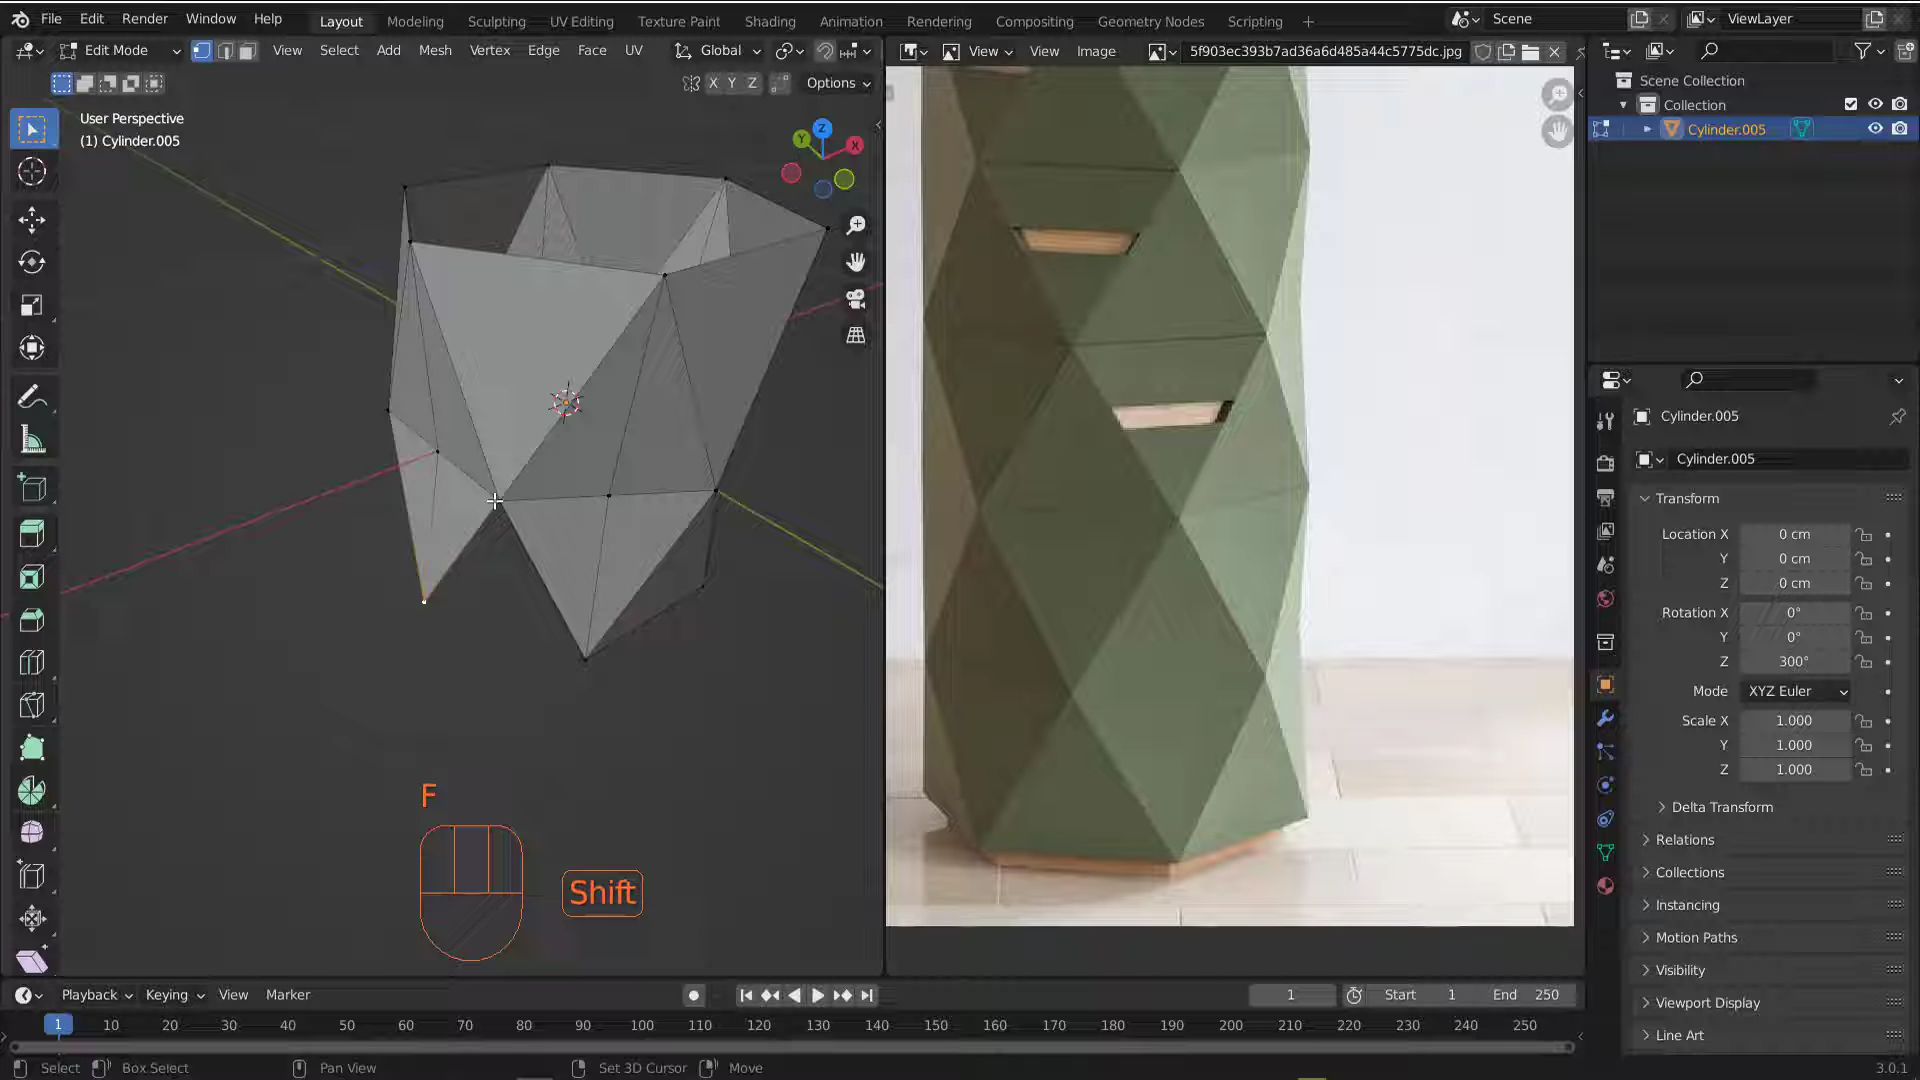 File Edit Render Window Help Layout Modeling Sculpting UV Editing Texture Paint Shading Animation Rendering Compositing Geometry Nodes Scripting + Scene ViewLayer
Edit Mode View Select Add Mesh Vertex Edge Face UV Global View View Image 5f903ec393b7ad36a6d485a44c5775dc.jpg
X Y Z Options
Scene Collection
Collection
Cylinder.005
User Perspective
(1) Cylinder.005
Z
Y
X
Cylinder.005
Cylinder.005
Transform
Location X 0 cm
Y 0 cm
Z 0 cm
Rotation X 0°
Y 0°
Z 300°
Mode XYZ Euler
Scale X 1.000
Y 1.000
Z 1.000
Delta Transform
Relations
Collections
Instancing
Motion Paths
Visibility
Viewport Display
Line Art
F
Shift
Playback Keying View Marker 1 Start 1 End 250
1 10 20 30 40 50 60 70 80 90 100 110 120 130 140 150 160 170 180 190 200 210 220 230 240 250
Select Box Select Pan View Set 3D Cursor Move 3.0.1